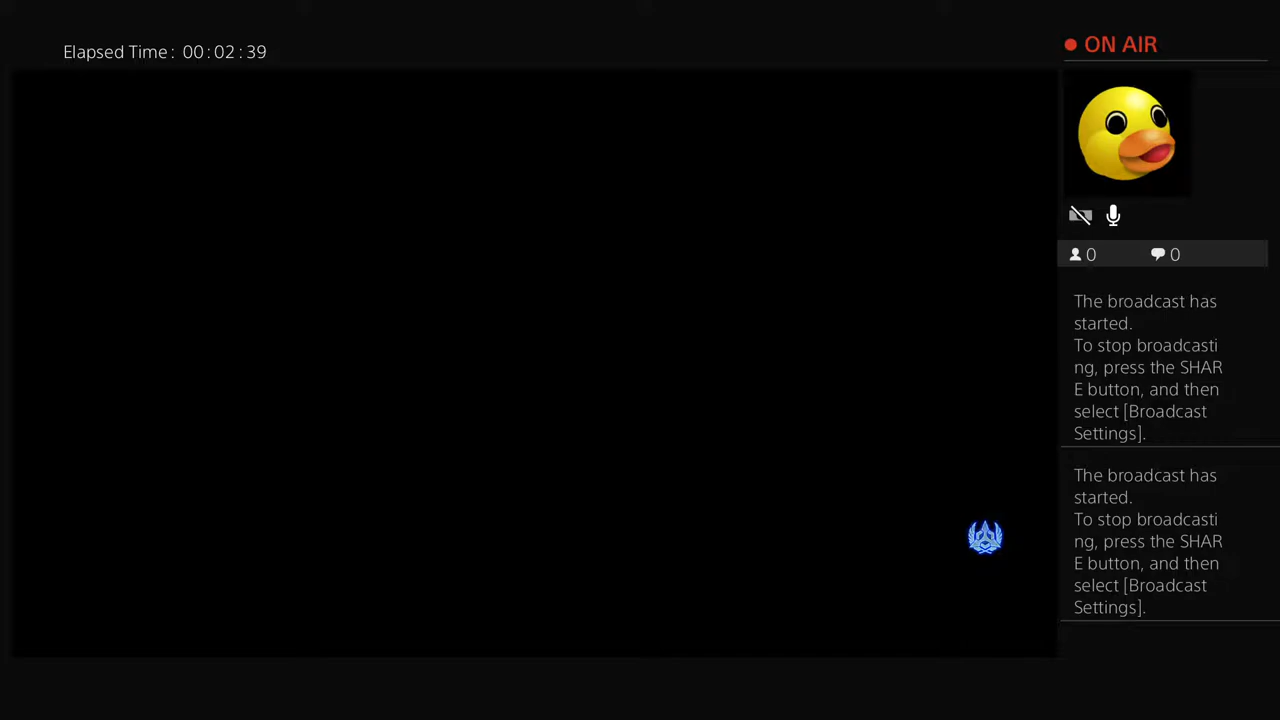 Elapsed Time: 00:02:39
ON AIR
0 0
The broadcast has
started.
To stop broadcasti
ng, press the SHAR
E button, and then
select [Broadcast
Settings].
The broadcast has
started.
To stop broadcasti
ng, press the SHAR
E button, and then
select [Broadcast
Settings].